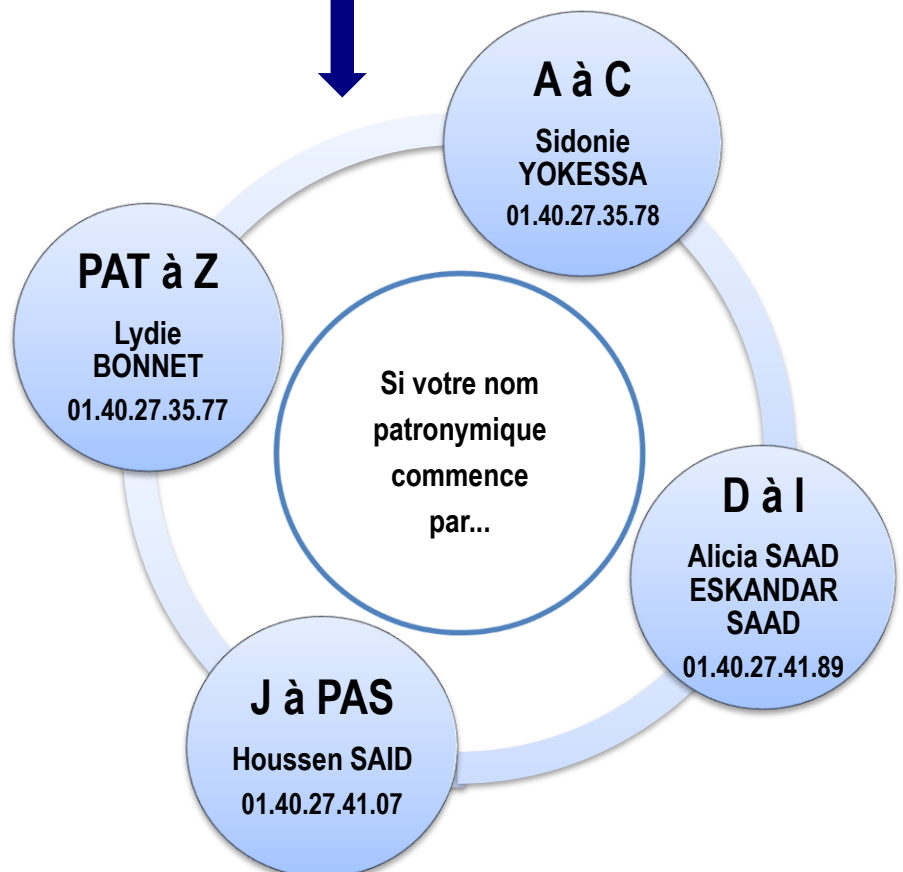 A à C
Sidonie
YOKESSA
01.40.27.35.78
PAT à Z
Lydie
BONNET
01.40.27.35.77
Si votre nom
patronymique
commence
par...
D à I
Alicia SAAD
ESKANDAR
SAAD
01.40.27.41.89
J à PAS
Houssen SAID
01.40.27.41.07